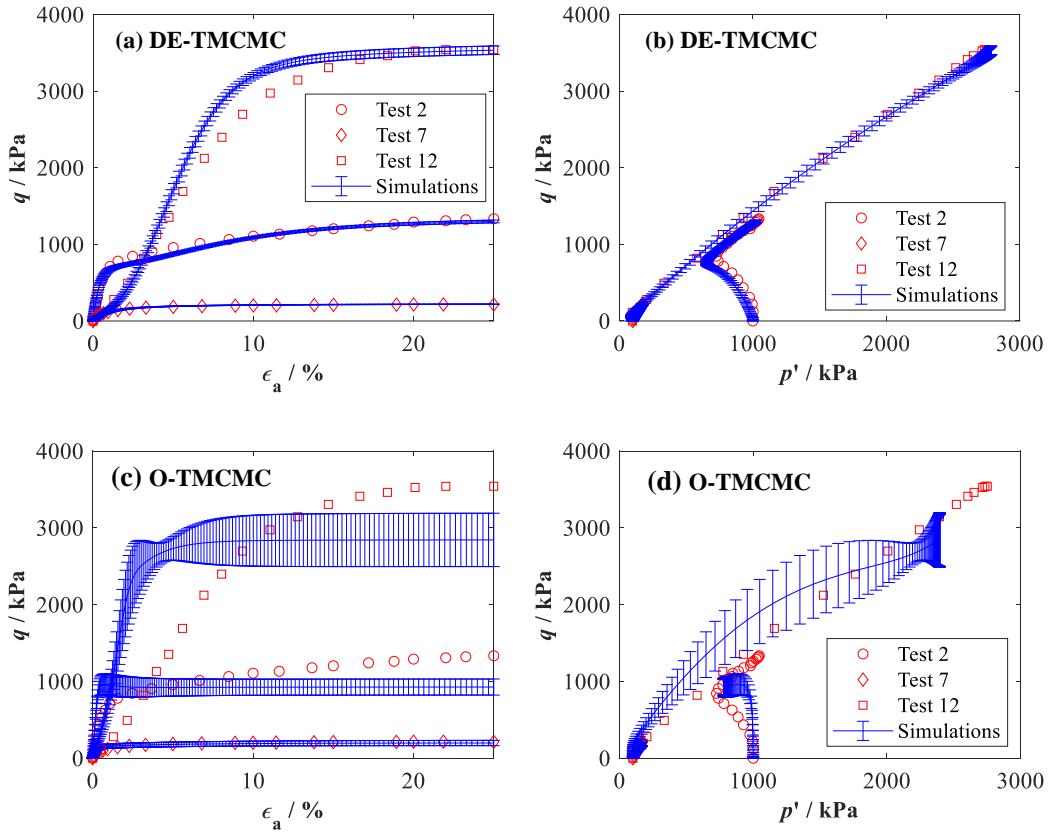 (a) DE-TMCMC
4000
3000
2000
1000
0
q / kPa
Test 2
Test 7
Test 12
Simulations
0 10 20
ϵa / %
(b) DE-TMCMC
4000
3000
2000
1000
0
q / kPa
Test 2
Test 7
Test 12
Simulations
0 1000 2000 3000
p' / kPa
(c) O-TMCMC
4000
3000
2000
1000
0
q / kPa
0 10 20
ϵa / %
(d) O-TMCMC
4000
3000
2000
1000
0
q / kPa
Test 2
Test 7
Test 12
Simulations
0 1000 2000 3000
p' / kPa